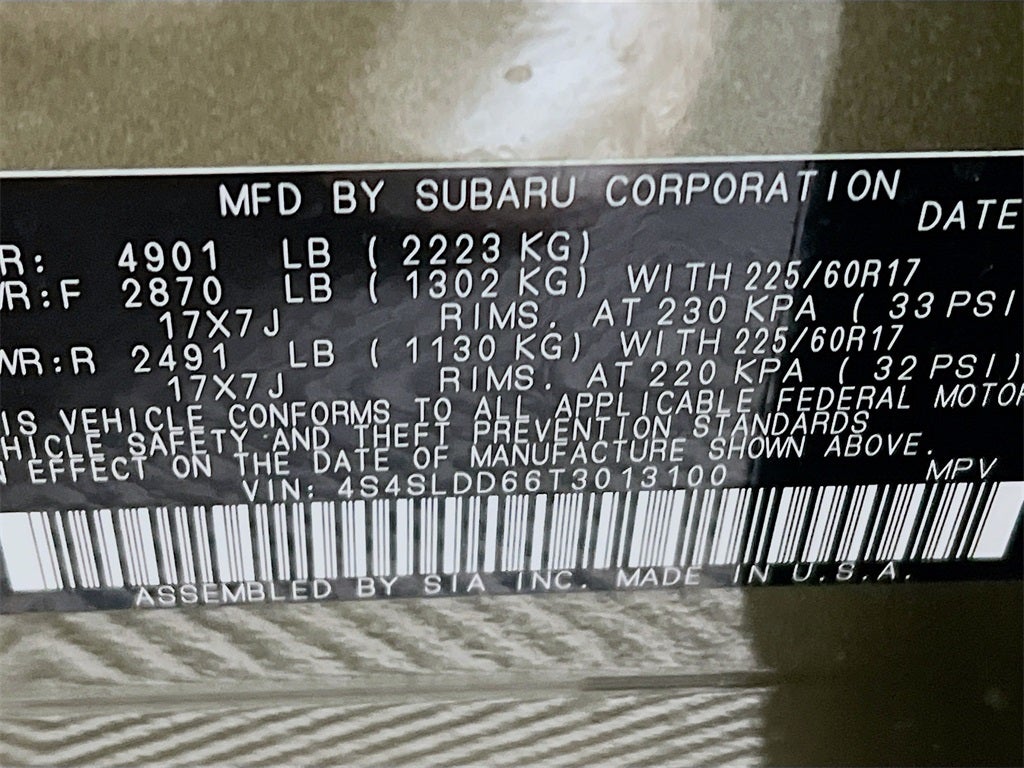 MFD BY SUBARU CORPORATION
DATE
R: 4901 LB ( 2223 KG)
WR:F 2870 LB ( 1302 KG) WITH 225/60R17
17X7J RIMS. AT 230 KPA ( 33 PSI
WR:R 2491 LB ( 1130 KG) WITH 225/60R17
17X7J RIMS. AT 220 KPA ( 32 PSI)
IS VEHICLE CONFORMS TO ALL APPLICABLE FEDERAL MOTOR
HICLE SAFETY AND THEFT PREVENTION STANDARDS
N EFFECT ON THE DATE OF MANUFACTURE SHOWN ABOVE.
VIN: 4S4SLDD66T3013100 MPV
ASSEMBLED BY SIA INC. MADE IN U.S.A.